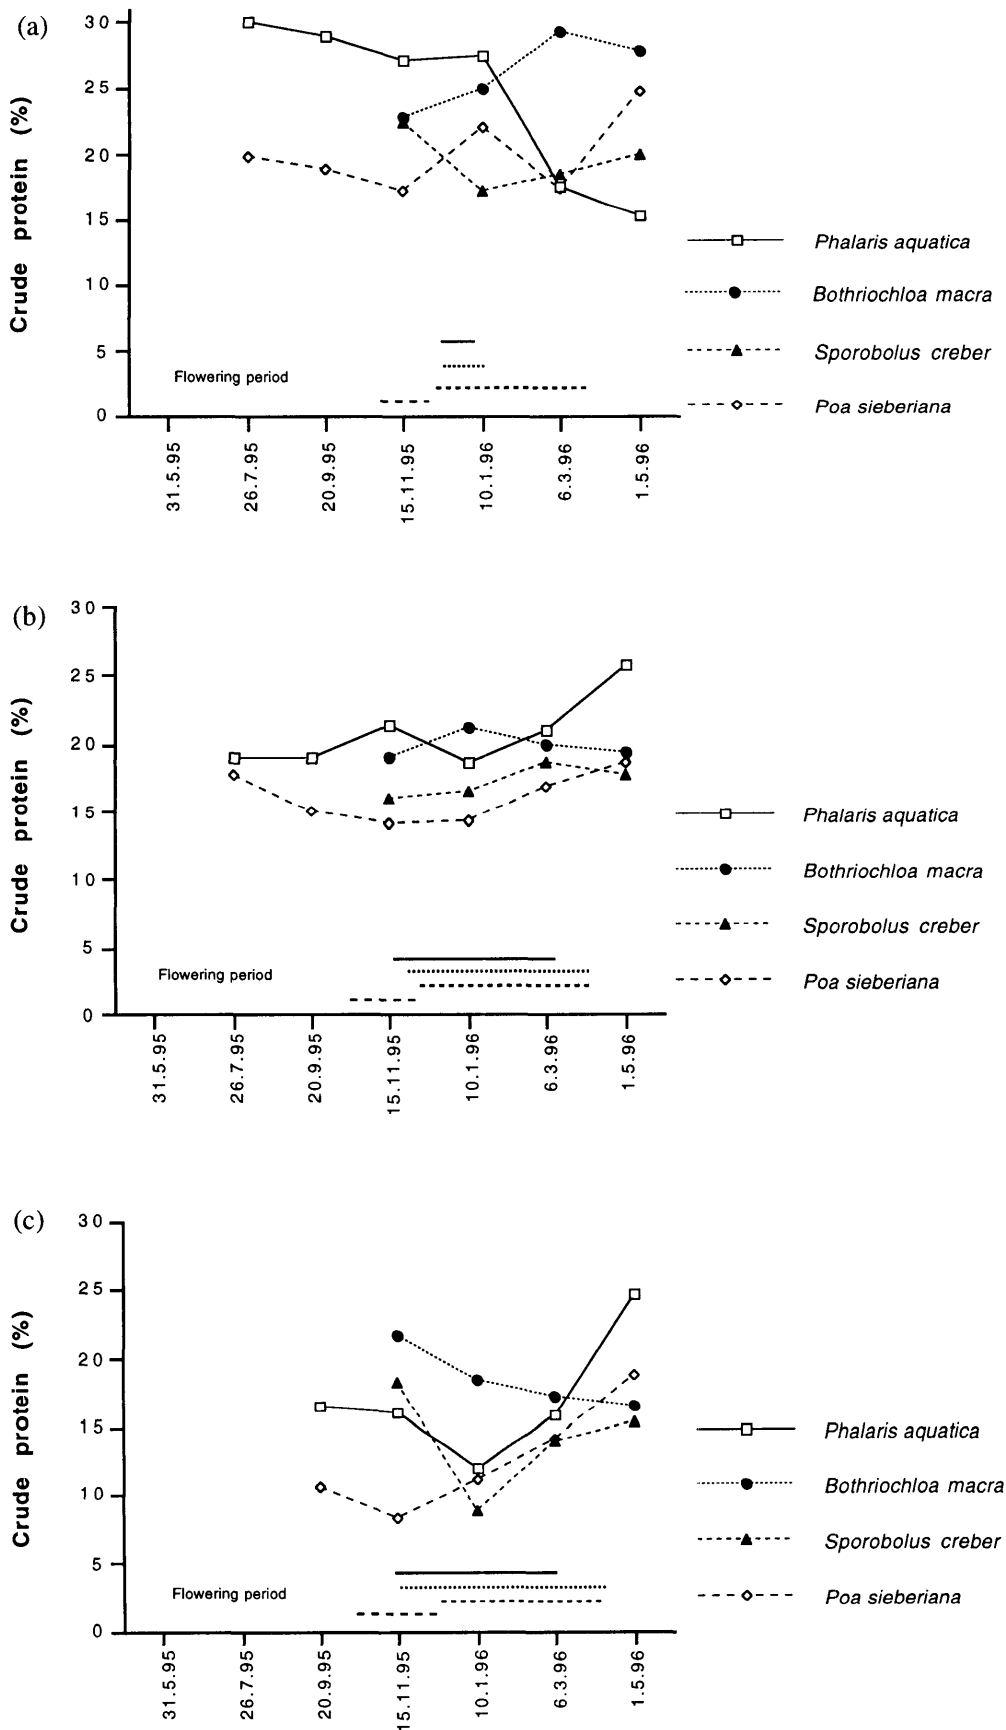 (a)
Crude protein (%)
30
25
20
15
10
5
0
Flowering period
31.5.95
26.7.95
20.9.95
15.11.95
10.1.96
6.3.96
1.5.96
Phalaris aquatica
Bothriochloa macra
Sporobolus creber
Poa sieberiana
(b)
Crude protein (%)
30
25
20
15
10
5
0
Flowering period
31.5.95
26.7.95
20.9.95
15.11.95
10.1.96
6.3.96
1.5.96
Phalaris aquatica
Bothriochloa macra
Sporobolus creber
Poa sieberiana
(c)
Crude protein (%)
30
25
20
15
10
5
0
Flowering period
31.5.95
26.7.95
20.9.95
15.11.95
10.1.96
6.3.96
1.5.96
Phalaris aquatica
Bothriochloa macra
Sporobolus creber
Poa sieberiana